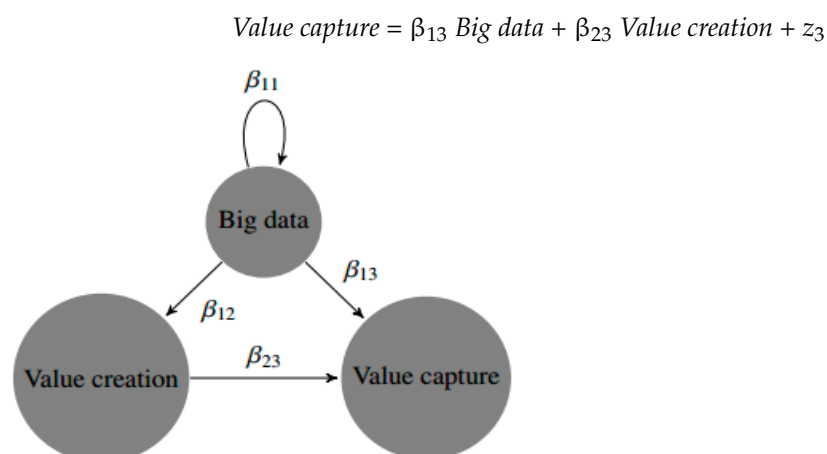 Value capture = β13 Big data + β23 Value creation + z3
β11
Big data
β13
β12
β23
Value creation
Value capture